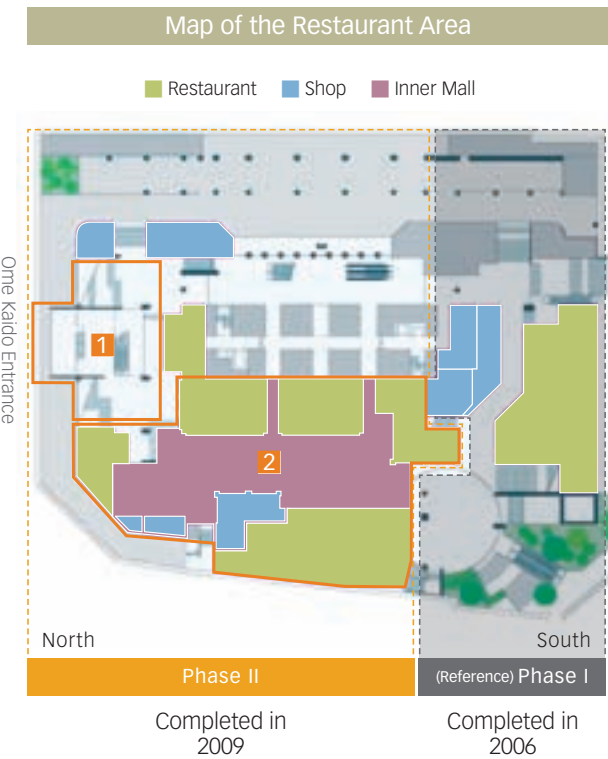 Map of the Restaurant Area
Restaurant Shop Inner Mall
Ome Kaido Entrance
1
2
North South
Phase II (Reference) Phase I
Completed in Completed in
2009 2006